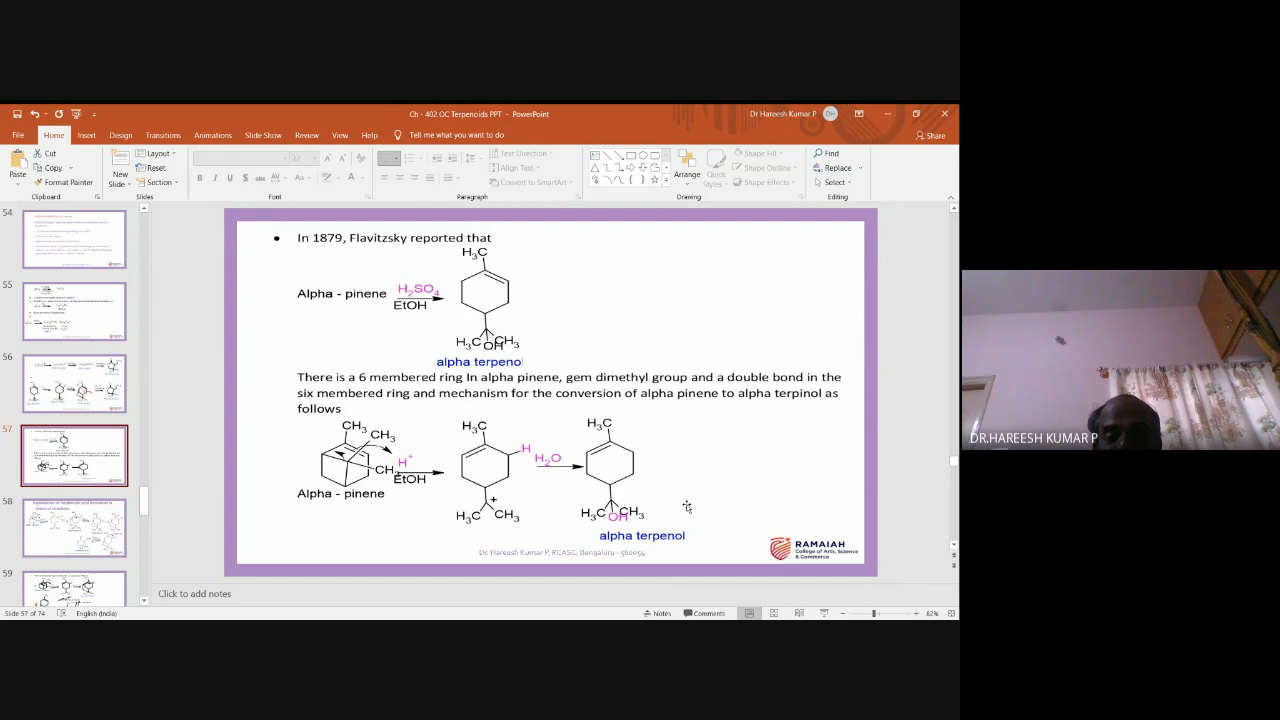 Ch - 402 OC Terpenoids PPT - PowerPoint
Dr Hareesh Kumar P
DH
File
Home
Insert
Design
Transitions
Animations
Slide Show
Review
View
Help
Tell me what you want to do
Share
Paste
Cut
Copy
Format Painter
Clipboard
New
Slide
Layout
Reset
Section
Slides
22
Font
Text Direction
Align Text
Convert to SmartArt
Paragraph
Arrange
Quick
Styles
Shape Fill
Shape Outline
Shape Effects
Drawing
Find
Replace
Select
Editing
54
55
56
57
58
59
• In 1879, Flavitzsky reported that
H3C
Alpha - pinene
H2SO4
EtOH
H3C
CH3
OH
alpha terpenol
There is a 6 membered ring In alpha pinene, gem dimethyl group and a double bond in the
six membered ring and mechanism for the conversion of alpha pinene to alpha terpinol as
follows
CH3
CH3
CH3
Alpha - pinene
H+
EtOH
H3C
H
+
H3C
CH3
H2O
H3C
H3C
CH3
OH
alpha terpenol
Dr. Hareesh Kumar P, RCASC, Bengaluru - 560054
RAMAIAH
College of Arts, Science
& Commerce
Click to add notes
Slide 57 of 74
English (India)
Notes
Comments
82%
DR.HAREESH KUMAR P